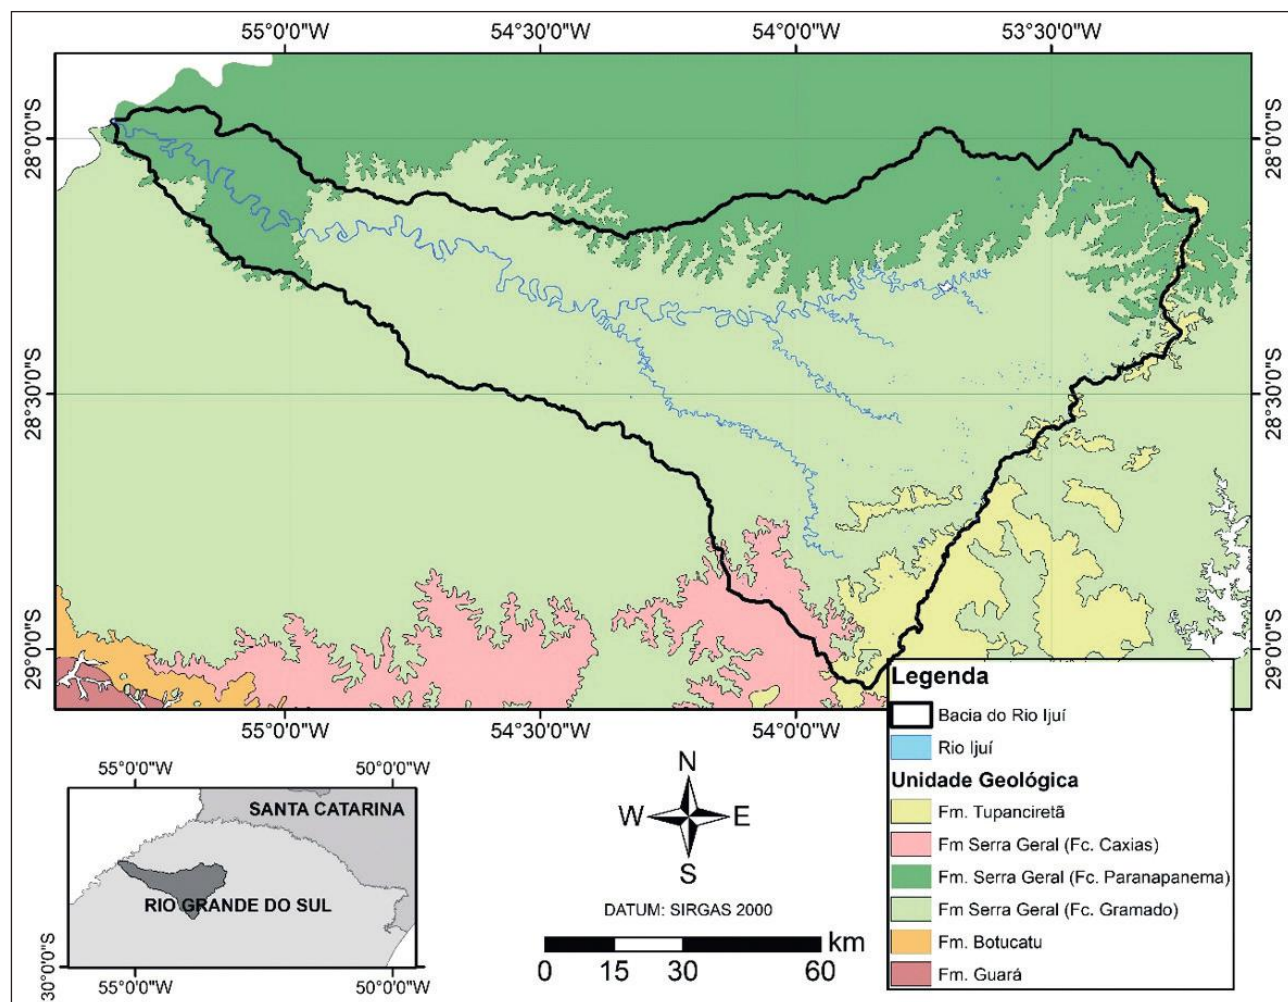 55°0'0"W 54°30'0"W 54°0'0"W 53°30'0"W
28°0'0"S 28°0'0"S
28°30'0"S 28°30'0"S
29°0'0"S 29°0'0"S
55°0'0"W 54°30'0"W 54°0'0"W
Legenda
Bacia do Rio Ijuí
Rio Ijuí
Unidade Geológica
Fm. Tupanciretã
Fm Serra Geral (Fc. Caxias)
Fm. Serra Geral (Fc. Paranapanema)
Fm Serra Geral (Fc. Gramado)
Fm. Botucatu
Fm. Guará
55°0'0"W 50°0'0"W
SANTA CATARINA
RIO GRANDE DO SUL
30°0'0"S
55°0'0"W 50°0'0"W
N
W E
S
DATUM: SIRGAS 2000
km
0 15 30 60